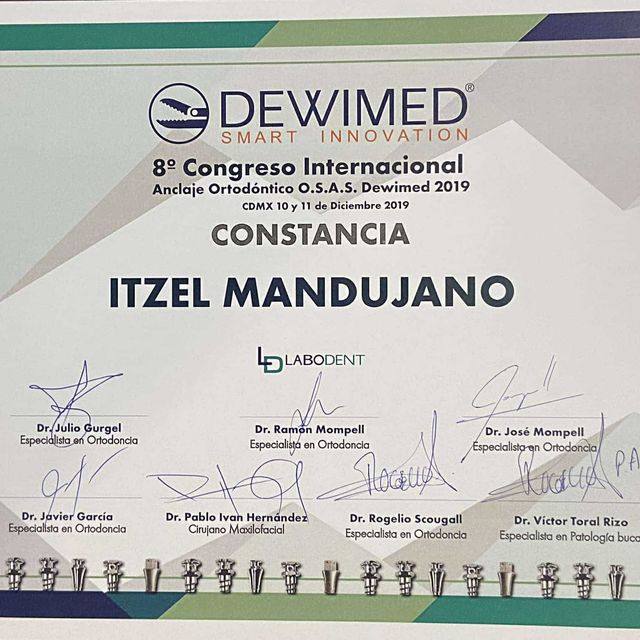 DEWIMED®
SMART INNOVATION
8º Congreso Internacional
Anclaje Ortodóntico O.S.A.S. Dewimed 2019
CDMX 10 y 11 de Diciembre 2019
CONSTANCIA
ITZEL MANDUJANO
LD LABODENT
Dr. Julio Gurgel
Especialista en Ortodoncia
Dr. Ramón Mompell
Especialista en Ortodoncia
Dr. José Mompell
Especialista en Ortodoncia
P.A
Dr. Javier García
Especialista en Ortodoncia
Dr. Pablo Ivan Hernández
Cirujano Maxilofacial
Dr. Rogelio Scougall
Especialista en Ortodoncia
Dr. Víctor Toral Rizo
Especialista en Patología buca